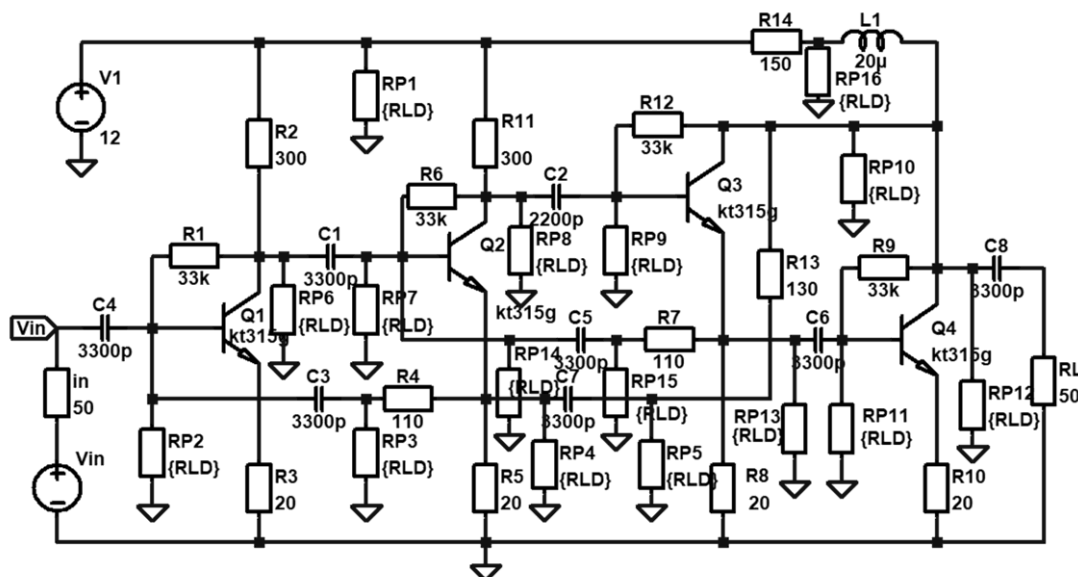 R14
L1
150
20µ
V1
12
RP1
{RLD}
RP16
{RLD}
R2
300
R11
300
R12
33k
Q3
kt315g
RP10
{RLD}
R6
33k
C2
2200p
R1
33k
C1
3300p
Q2
kt315g
RP8
{RLD}
RP9
{RLD}
R13
130
R9
33k
C8
3300p
RP6
{RLD}
RP7
{RLD}
Vin
C4
3300p
Q1
kt315g
C5
3300p
R7
110
C6
3300p
Q4
kt315g
in
50
C3
3300p
R4
110
RP14
{RLD}
C7
3300p
RP15
{RLD}
RP12
{RLD}
RL
50
RP2
{RLD}
RP3
{RLD}
RP13
{RLD}
RP11
{RLD}
Vin
R3
20
R5
20
RP4
{RLD}
RP5
{RLD}
R8
20
R10
20